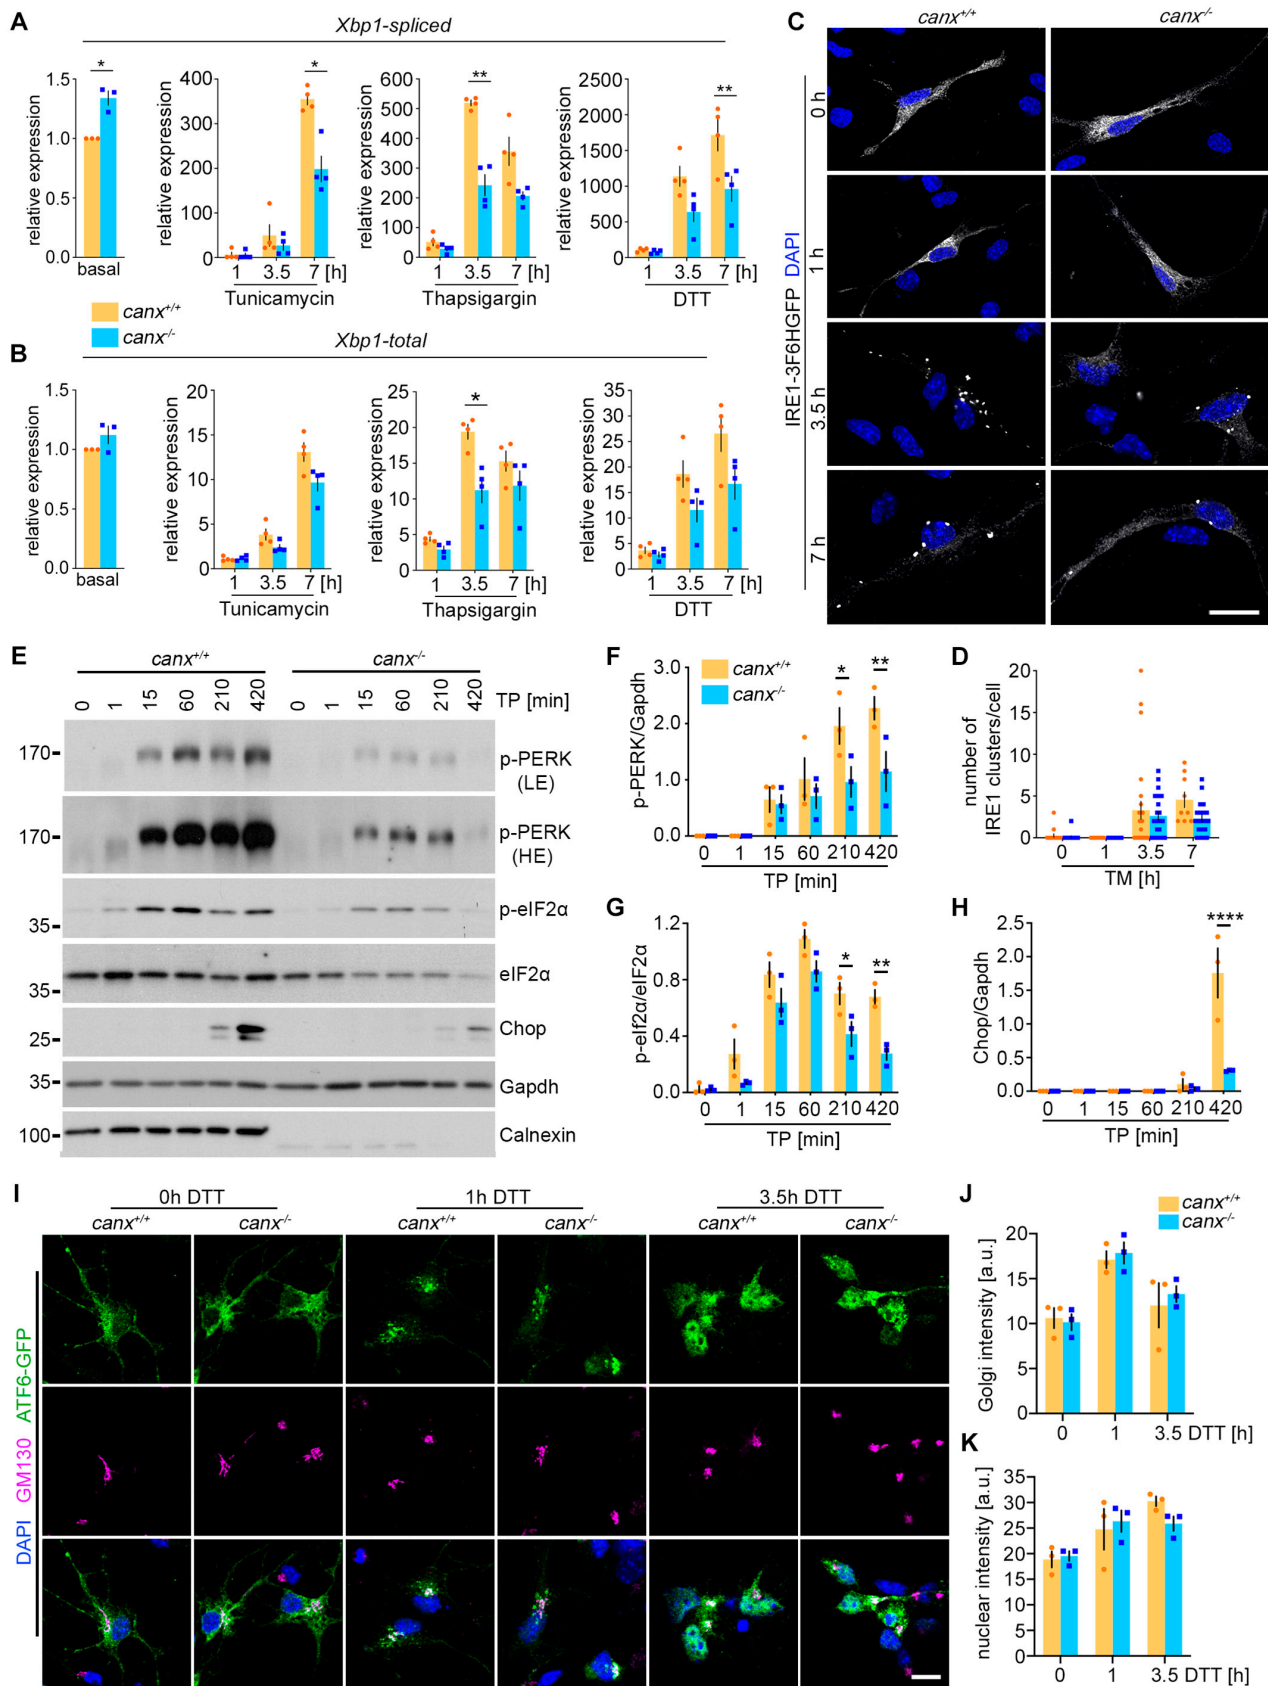 A
Xbp1-spliced
relative expression
1.5
1.0
0.5
0.0
basal
*
relative expression
400
300
200
100
0
1 3.5 7 [h]
Tunicamycin
*
relative expression
600
500
400
300
200
100
0
1 3.5 7 [h]
Thapsigargin
**
relative expression
2500
2000
1500
1000
500
0
1 3.5 7 [h]
DTT
**
canx+/+
canx-/-
B
Xbp1-total
relative expression
1.5
1.0
0.5
0.0
basal
relative expression
20
15
10
5
0
1 3.5 7 [h]
Tunicamycin
relative expression
25
20
15
10
5
0
1 3.5 7 [h]
Thapsigargin
*
relative expression
35
30
25
20
15
10
5
0
1 3.5 7 [h]
DTT
C
canx+/+ canx-/-
IRE1-3F6HGFP DAPI
0 h
1 h
3.5 h
7 h
E
canx+/+ canx-/-
0 1 15 60 210 420 0 1 15 60 210 420 TP [min]
170 p-PERK (LE)
170 p-PERK (HE)
35 p-eIF2α
35 eIF2α
25 Chop
35 Gapdh
100 Calnexin
F
canx+/+
canx-/-
p-PERK/Gapdh
3.0
2.0
1.0
0.0
* **
0 1 15 60 210 420
TP [min]
D
number of
IRE1 clusters/cell
20
15
10
5
0
0 1 3.5 7
TM [h]
G
p-eIf2α/eIF2α
1.2
0.8
0.4
0.0
* **
0 1 15 60 210 420
TP [min]
H
Chop/Gapdh
2.5
2.0
1.5
1.0
0.5
0.0
****
0 1 15 60 210 420
TP [min]
I
0h DTT 1h DTT 3.5h DTT
canx+/+ canx-/- canx+/+ canx-/- canx+/+ canx-/-
DAPI GM130 ATF6-GFP
J
canx+/+
canx-/-
Golgi intensity [a.u.]
20
15
10
5
0
0 1 3.5 DTT [h]
K
nuclear intensity [a.u.]
35
30
25
20
15
10
5
0
0 1 3.5 DTT [h]